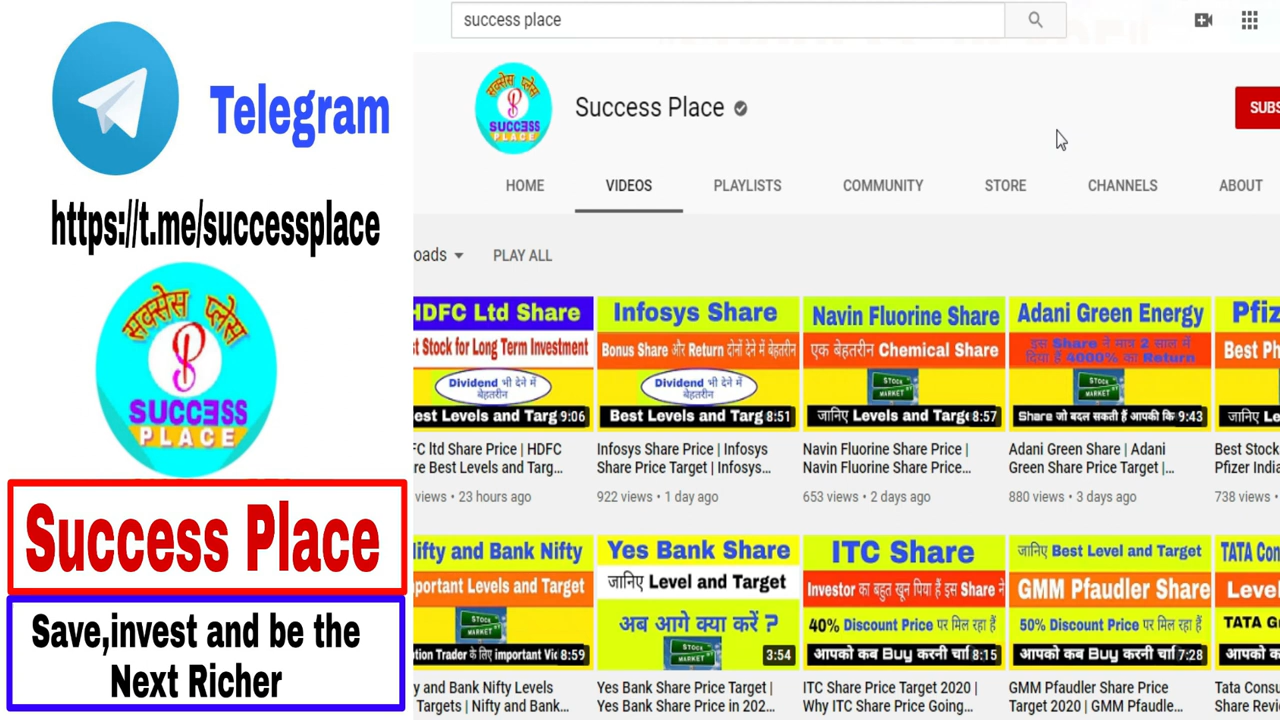 Telegram
https://t.me/successplace
सक्सेस प्लेस
SUCCESS
PLACE
Success Place
Save,invest and be the
Next Richer
success place
सक्सेस प्लेस
SUCCESS
PLACE
Success Place
SUBS
HOME VIDEOS PLAYLISTS COMMUNITY STORE CHANNELS ABOUT
oads PLAY ALL
HDFC Ltd Share
t Stock for Long Term Investment
Dividend भी देने में
बेहतरीन
est Levels and Targ 9:06
FC ltd Share Price | HDFC
re Best Levels and Targ...
views • 23 hours ago
Infosys Share
Bonus Share और Return दोनों देने में बेहतरीन
Dividend भी देने में
बेहतरीन
Best Levels and Targ 8:51
Infosys Share Price | Infosys
Share Price Target | Infosys...
922 views • 1 day ago
Navin Fluorine Share
एक बेहतरीन Chemical Share
STOCK
MARKET
जानिए Levels and Targ 8:57
Navin Fluorine Share Price |
Navin Fluorine Share Price...
653 views • 2 days ago
Adani Green Energy
इस Share ने मात्र 2 साल में
दिया हैं 4000% का Return
STOCK
MARKET
Share जो बदल सकती हैं आपकी कि 9:43
Adani Green Share | Adani
Green Share Price Target |...
880 views • 3 days ago
Pfiz
Best Ph
जानिए Le
Best Stock
Pfizer India
738 views •
ifty and Bank Nifty
portant Levels and Target
STOCK
MARKET
tion Trader के लिए important Vid 8:59
y and Bank Nifty Levels
Targets | Nifty and Bank...
Yes Bank Share
जानिए Level and Target
अब आगे क्या करें ?
STOCK
MARKET
3:54
Yes Bank Share Price Target |
Yes Bank Share Price in 202...
ITC Share
Investor का बहुत खून पिया हैं इस Share ने
40% Discount Price पर मिल रहा हैं
आपको कब Buy करनी चा 8:15
ITC Share Price Target 2020 |
Why ITC Share Price Going...
जानिए Best Level and Target
GMM Pfaudler Share
50% Discount Price पर मिल रहा हैं
आपको कब Buy करनी चा 7:28
GMM Pfaudler Share Price
Target 2020 | GMM Pfaudle...
TATA Con
Level
TATA G
आपको क
Tata Consu
Share Revi